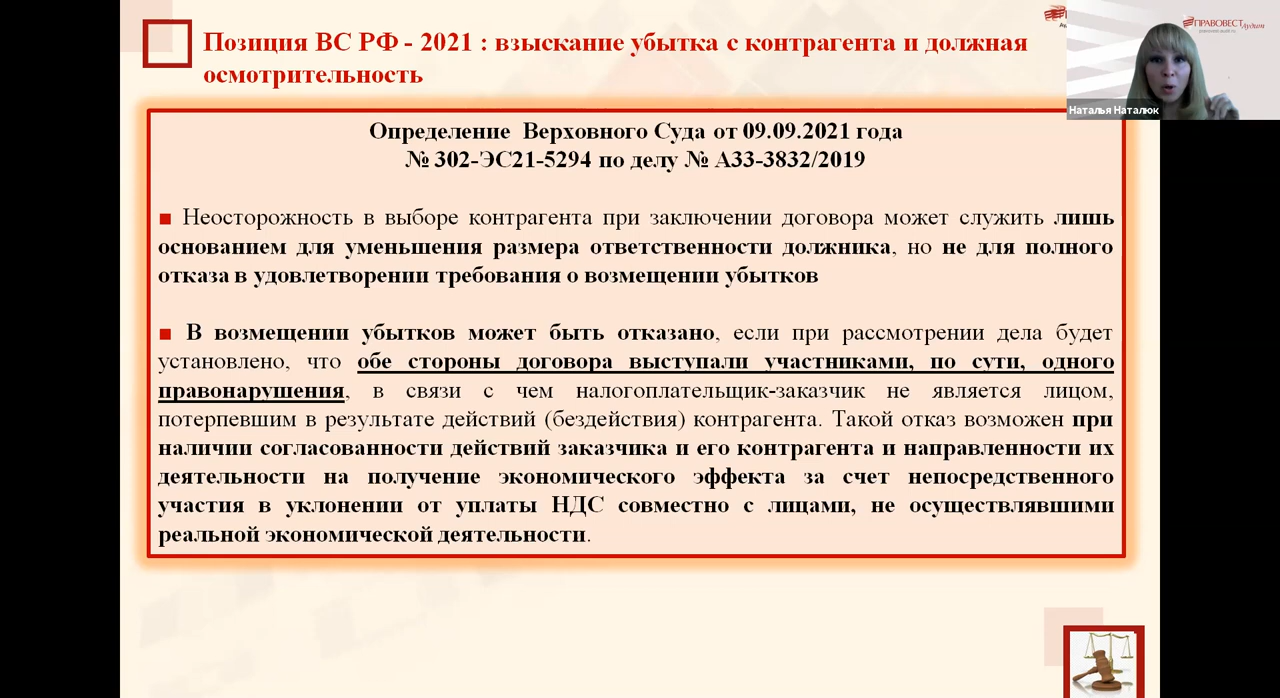 Позиция ВС РФ - 2021 : взыскание убытка с контрагента и должная
осмотрительность
ПРАВОВЕСТ Аудит
pravovest-audit.ru
Наталья Наталюк
Определение Верховного Суда от 09.09.2021 года
№ 302-ЭС21-5294 по делу № А33-3832/2019
■ Неосторожность в выборе контрагента при заключении договора может служить лишь
основанием для уменьшения размера ответственности должника, но не для полного
отказа в удовлетворении требования о возмещении убытков
■ В возмещении убытков может быть отказано, если при рассмотрении дела будет
установлено, что обе стороны договора выступали участниками, по сути, одного
правонарушения, в связи с чем налогоплательщик-заказчик не является лицом,
потерпевшим в результате действий (бездействия) контрагента. Такой отказ возможен при
наличии согласованности действий заказчика и его контрагента и направленности их
деятельности на получение экономического эффекта за счет непосредственного
участия в уклонении от уплаты НДС совместно с лицами, не осуществлявшими
реальной экономической деятельности.